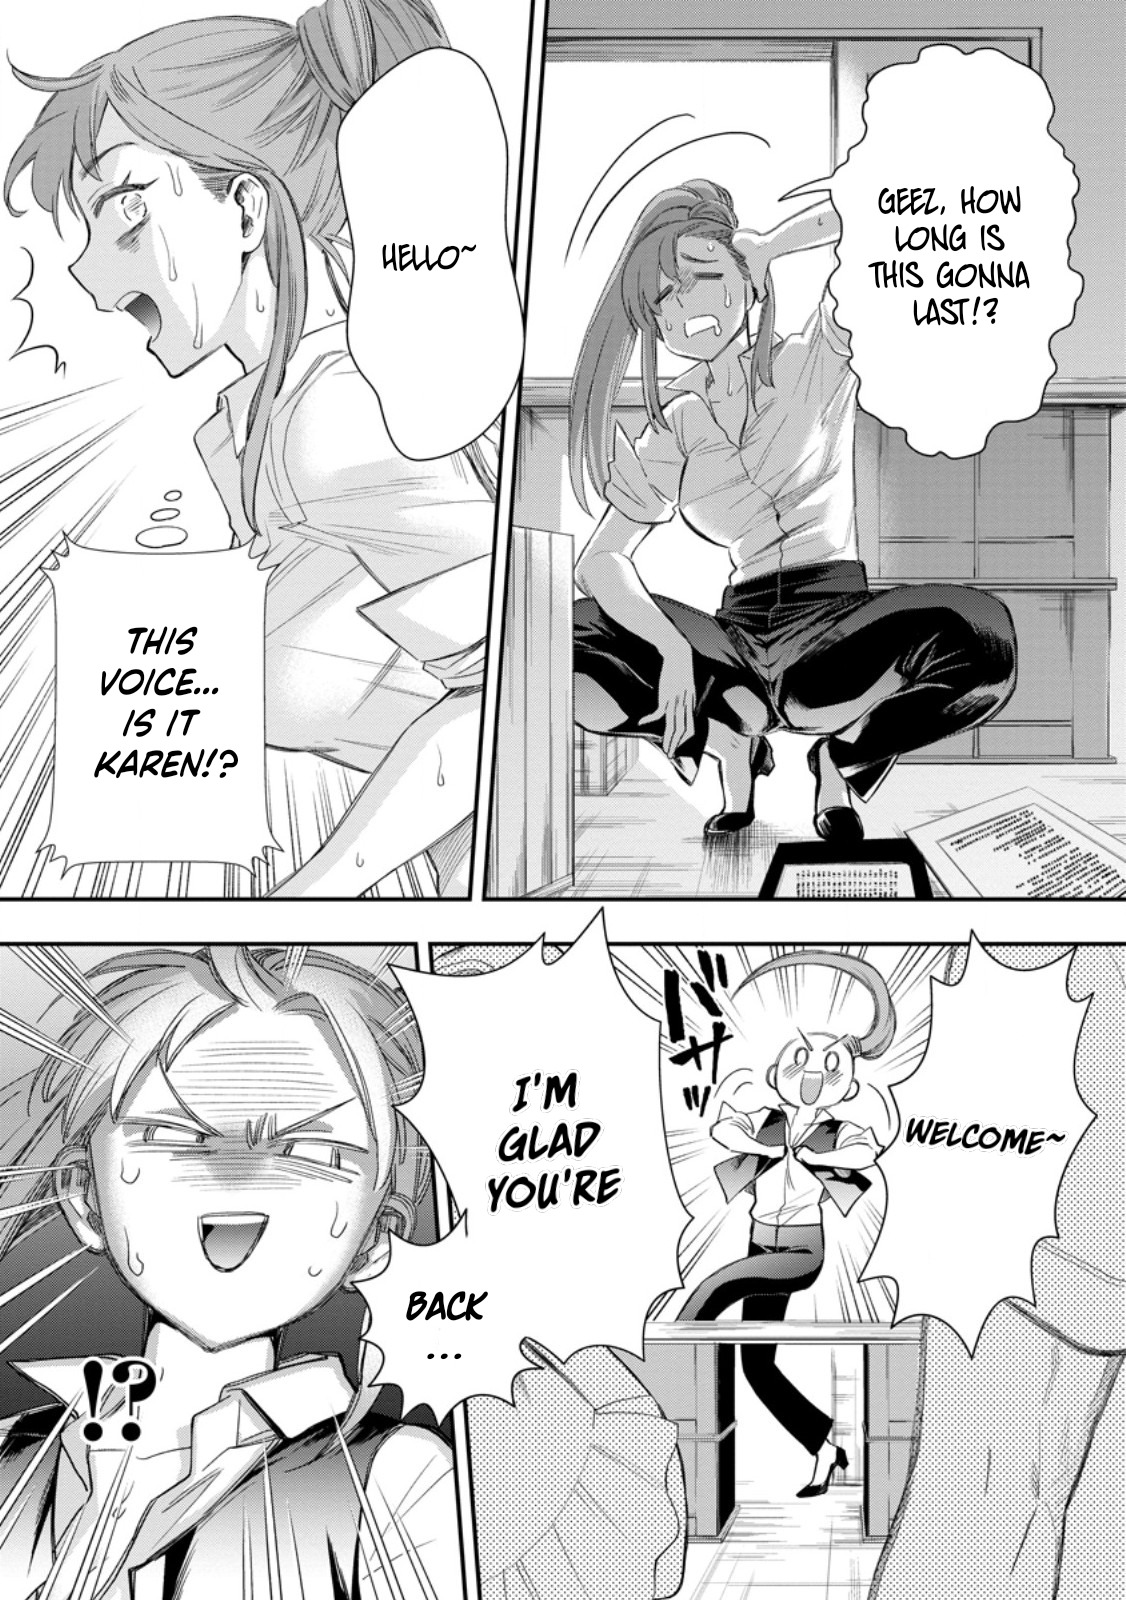 GEEZ, HOW
LONG IS
THIS GONNA
LAST!?
HELLO~
THIS
VOICE...
IS IT
KAREN!?
WELCOME~
バサッ
I'M
GLAD
YOU'RE
BACK
...
!?